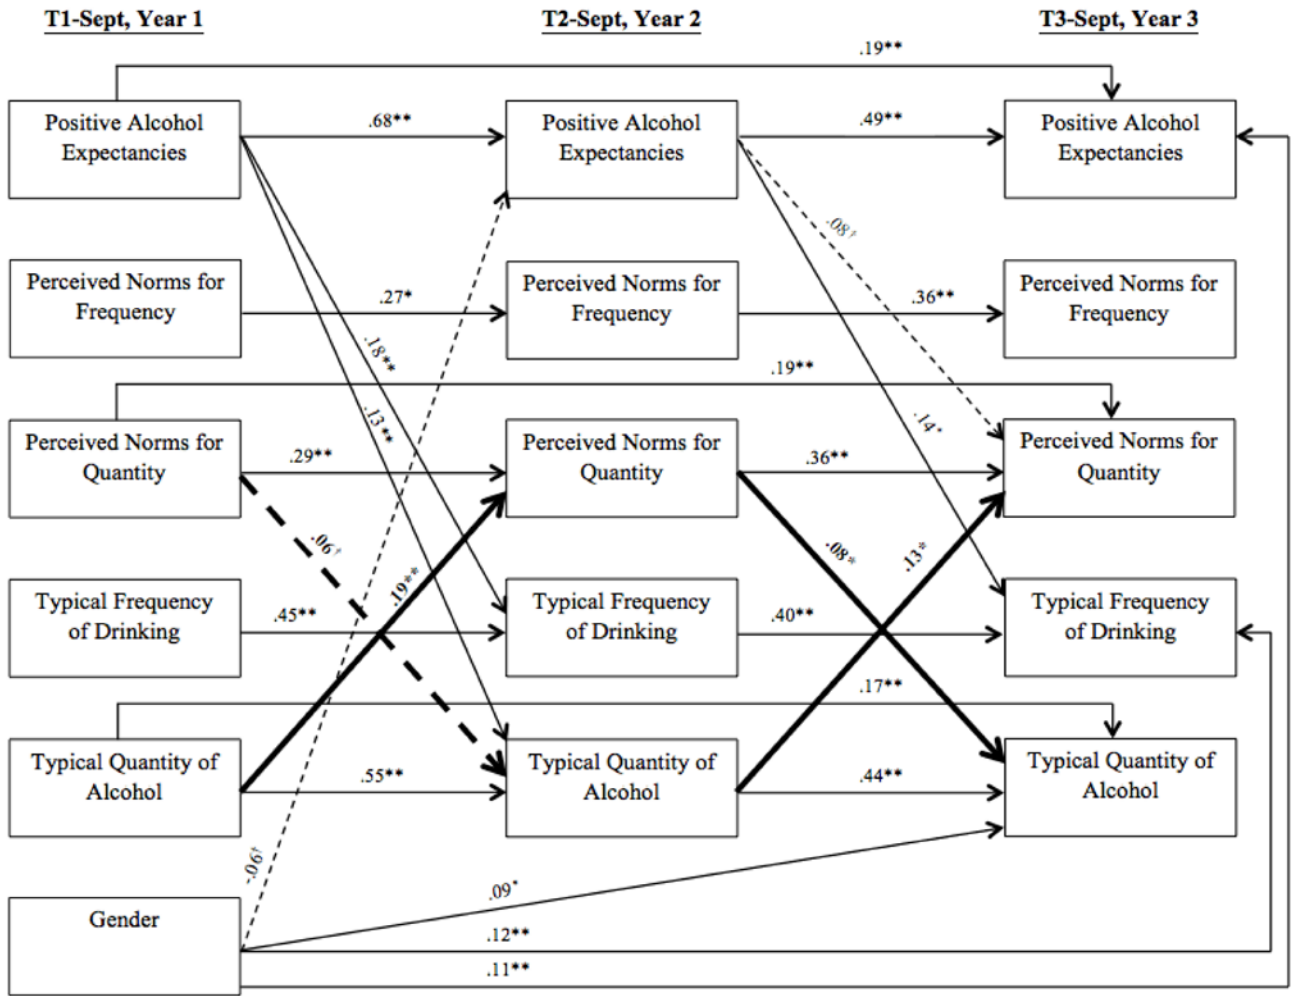 T1-Sept, Year 1
T2-Sept, Year 2
T3-Sept, Year 3
.19**
Positive Alcohol
Expectancies
.68**
Positive Alcohol
Expectancies
.49**
Positive Alcohol
Expectancies
.08†
Perceived Norms for
Frequency
.27*
Perceived Norms for
Frequency
.36**
Perceived Norms for
Frequency
.18**
.19**
.13**
.14*
Perceived Norms for
Quantity
.29**
Perceived Norms for
Quantity
.36**
Perceived Norms for
Quantity
.06†
.19**
.08*
.13*
Typical Frequency
of Drinking
.45**
Typical Frequency
of Drinking
.40**
Typical Frequency
of Drinking
.17**
Typical Quantity of
Alcohol
.55**
Typical Quantity of
Alcohol
.44**
Typical Quantity of
Alcohol
-.06†
.09*
Gender
.12**
.11**